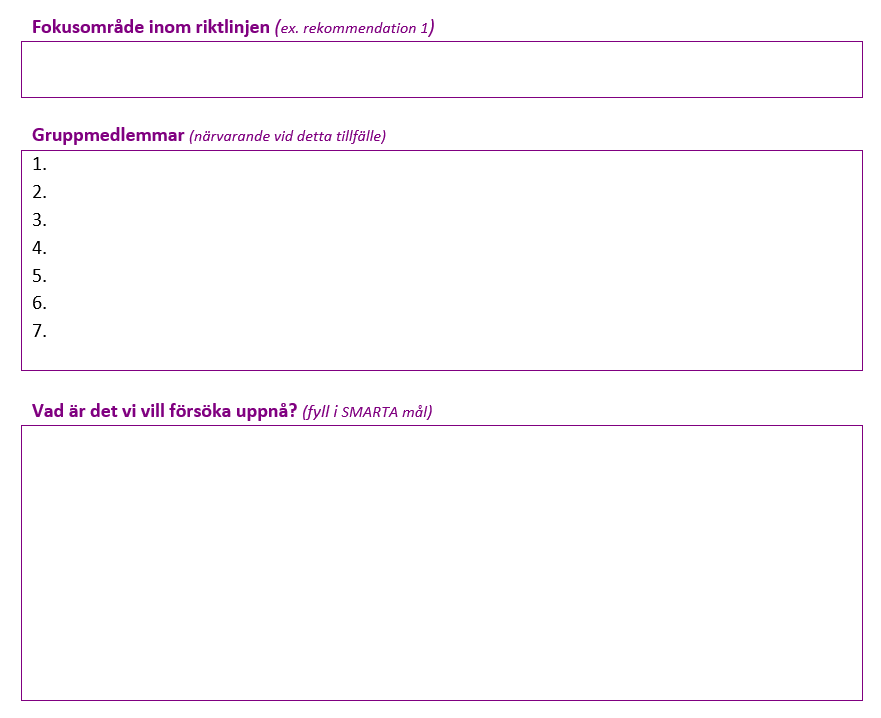 Fokusområde inom riktlinjen (ex. rekommendation 1)
Gruppmedlemmar (närvarande vid detta tillfälle)
1.
2.
3.
4.
5.
6.
7.
Vad är det vi vill försöka uppnå? (fyll i SMARTA mål)